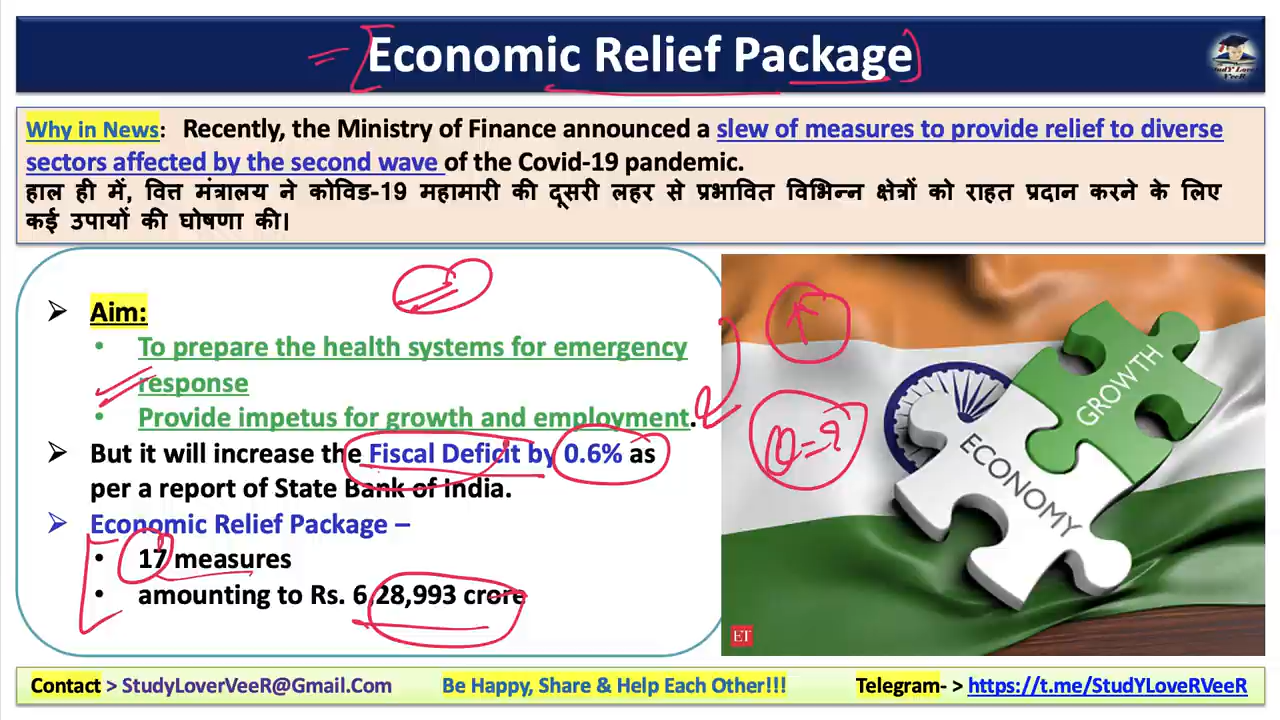 Economic Relief Package
StudY Lover
VeeR
Why in News: Recently, the Ministry of Finance announced a slew of measures to provide relief to diverse
sectors affected by the second wave of the Covid-19 pandemic.
हाल ही में, वित्त मंत्रालय ने कोविड-19 महामारी की दूसरी लहर से प्रभावित विभिन्न क्षेत्रों को राहत प्रदान करने के लिए
कई उपायों की घोषणा की।
➢ Aim:
• To prepare the health systems for emergency
response
• Provide impetus for growth and employment.
➢ But it will increase the Fiscal Deficit by 0.6% as
per a report of State Bank of India.
➢ Economic Relief Package –
• 17 measures
• amounting to Rs. 6,28,993 crore
GROWTH
ECONOMY
ET
Contact > StudyLoverVeeR@Gmail.Com Be Happy, Share & Help Each Other!!! Telegram- > https://t.me/StudYLoveRVeeR